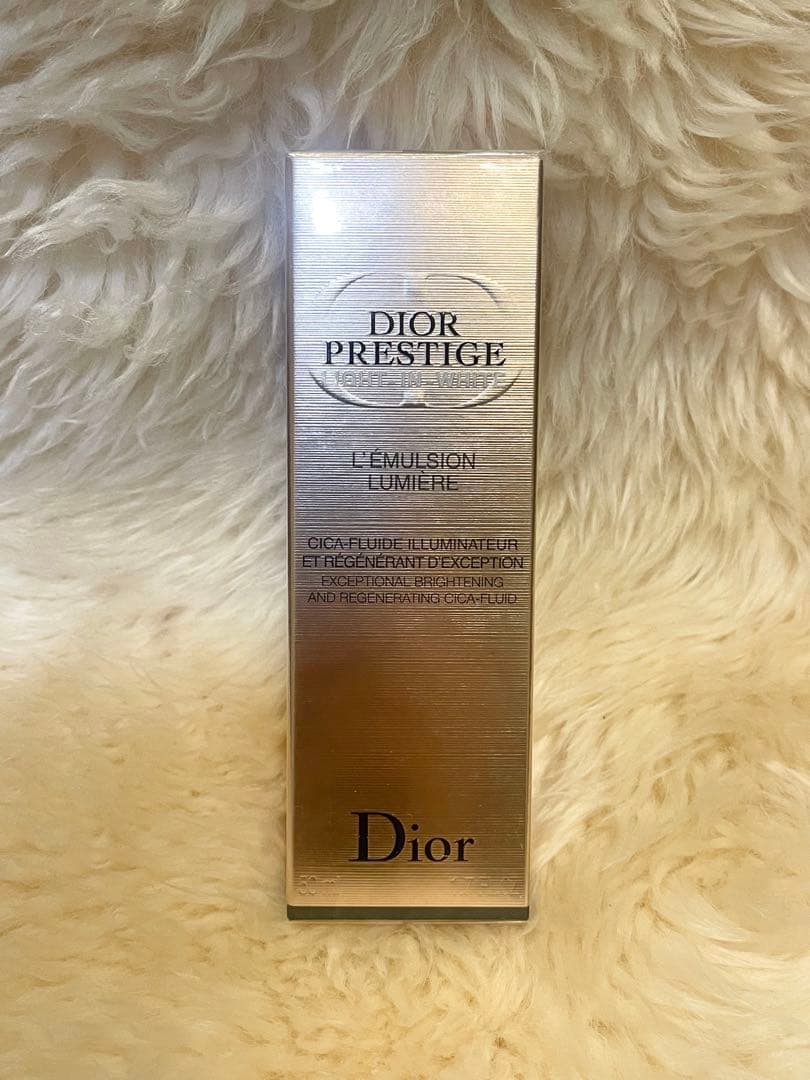 DIOR
PRESTIGE
LIGHT-IN-WHITE
L'ÉMULSION
LUMIÈRE
CICA-FLUIDE ILLUMINATEUR
ET RÉGÉNÉRANT D'EXCEPTION
EXCEPTIONAL BRIGHTENING
AND REGENERATING CICA-FLUID
Dior